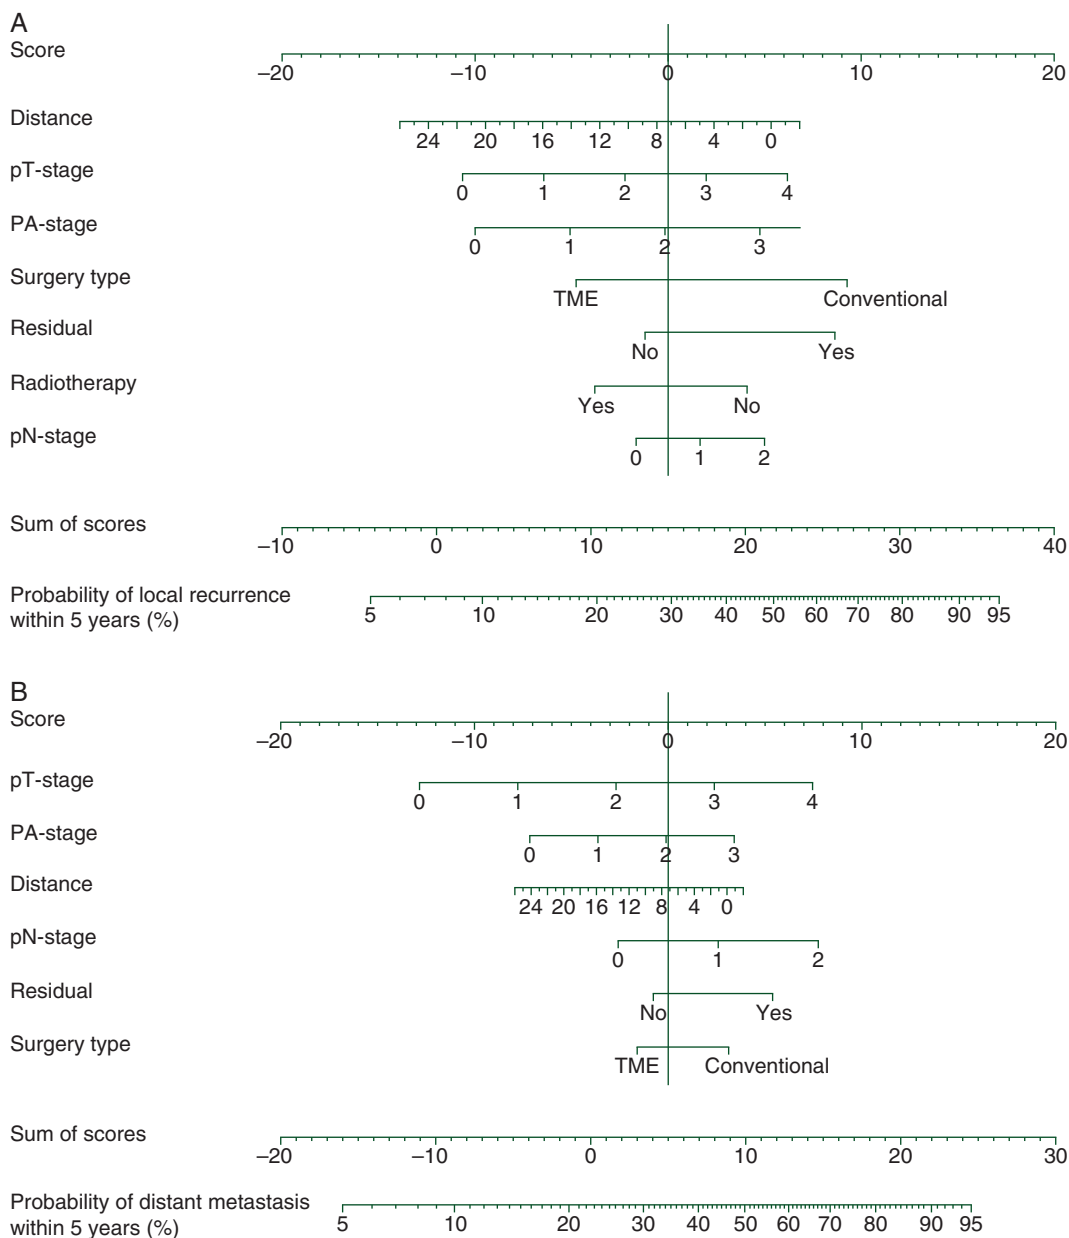 A
Score
–20 –10 0 10 20
Distance
24 20 16 12 8 4 0
pT-stage
0 1 2 3 4
PA-stage
0 1 2 3
Surgery type
TME Conventional
Residual
No Yes
Radiotherapy
Yes No
pN-stage
0 1 2
Sum of scores
–10 0 10 20 30 40
Probability of local recurrence
within 5 years (%)
5 10 20 30 40 50 60 70 80 90 95
B
Score
–20 –10 0 10 20
pT-stage
0 1 2 3 4
PA-stage
0 1 2 3
Distance
24 20 16 12 8 4 0
pN-stage
0 1 2
Residual
No Yes
Surgery type
TME Conventional
Sum of scores
–20 –10 0 10 20 30
Probability of distant metastasis
within 5 years (%)
5 10 20 30 40 50 60 70 80 90 95